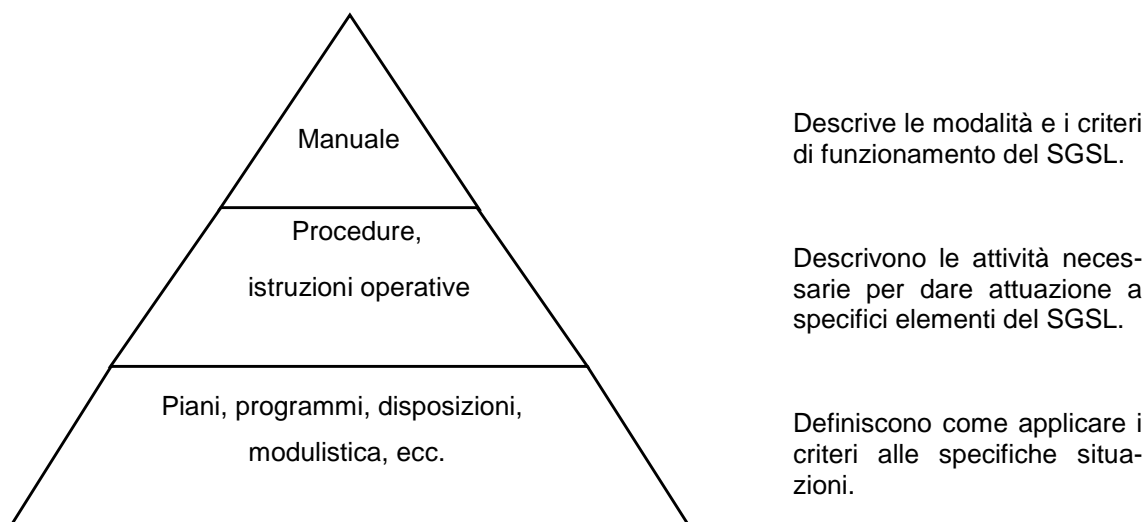 Manuale
Descrive le modalità e i criteri
di funzionamento del SGSL.
Procedure,
istruzioni operative
Descrivono le attività neces-
sarie per dare attuazione a
specifici elementi del SGSL.
Piani, programmi, disposizioni,
modulistica, ecc.
Definiscono come applicare i
criteri alle specifiche situa-
zioni.